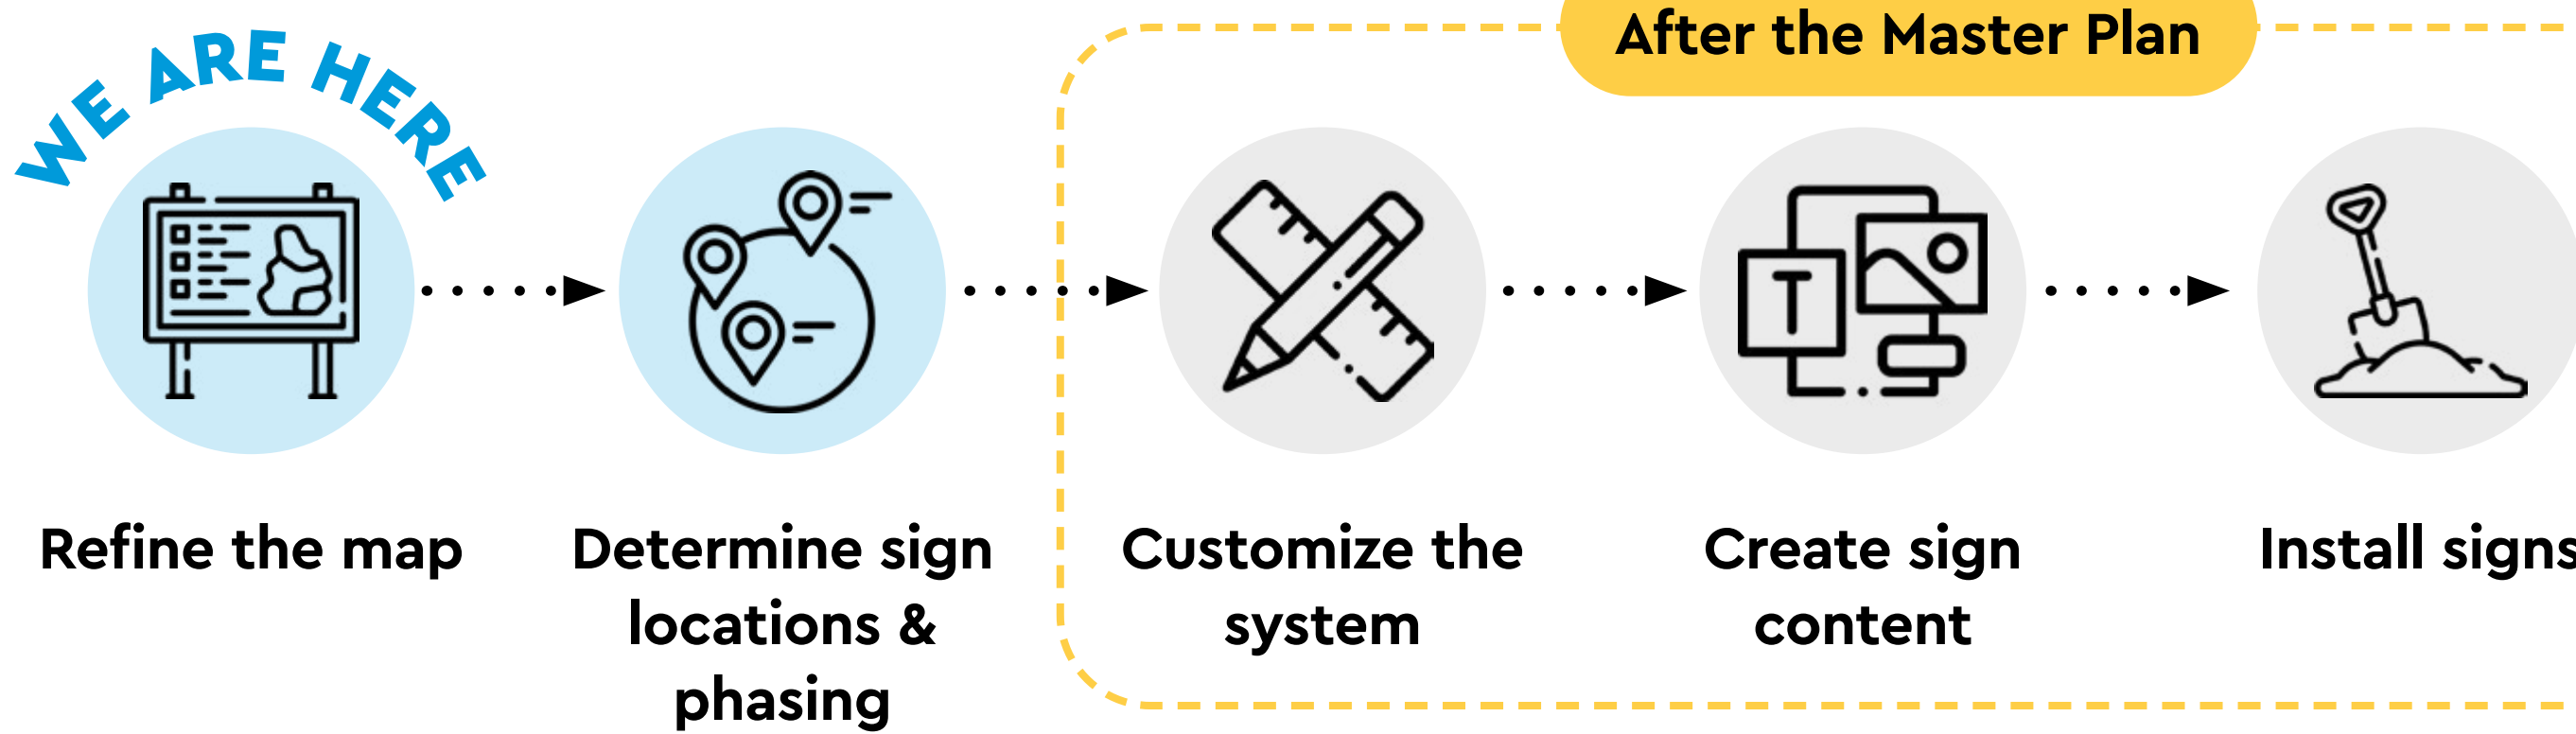 WE ARE HERE
After the Master Plan
T
Refine the map
Determine sign
locations &
phasing
Customize the
system
Create sign
content
Install signs